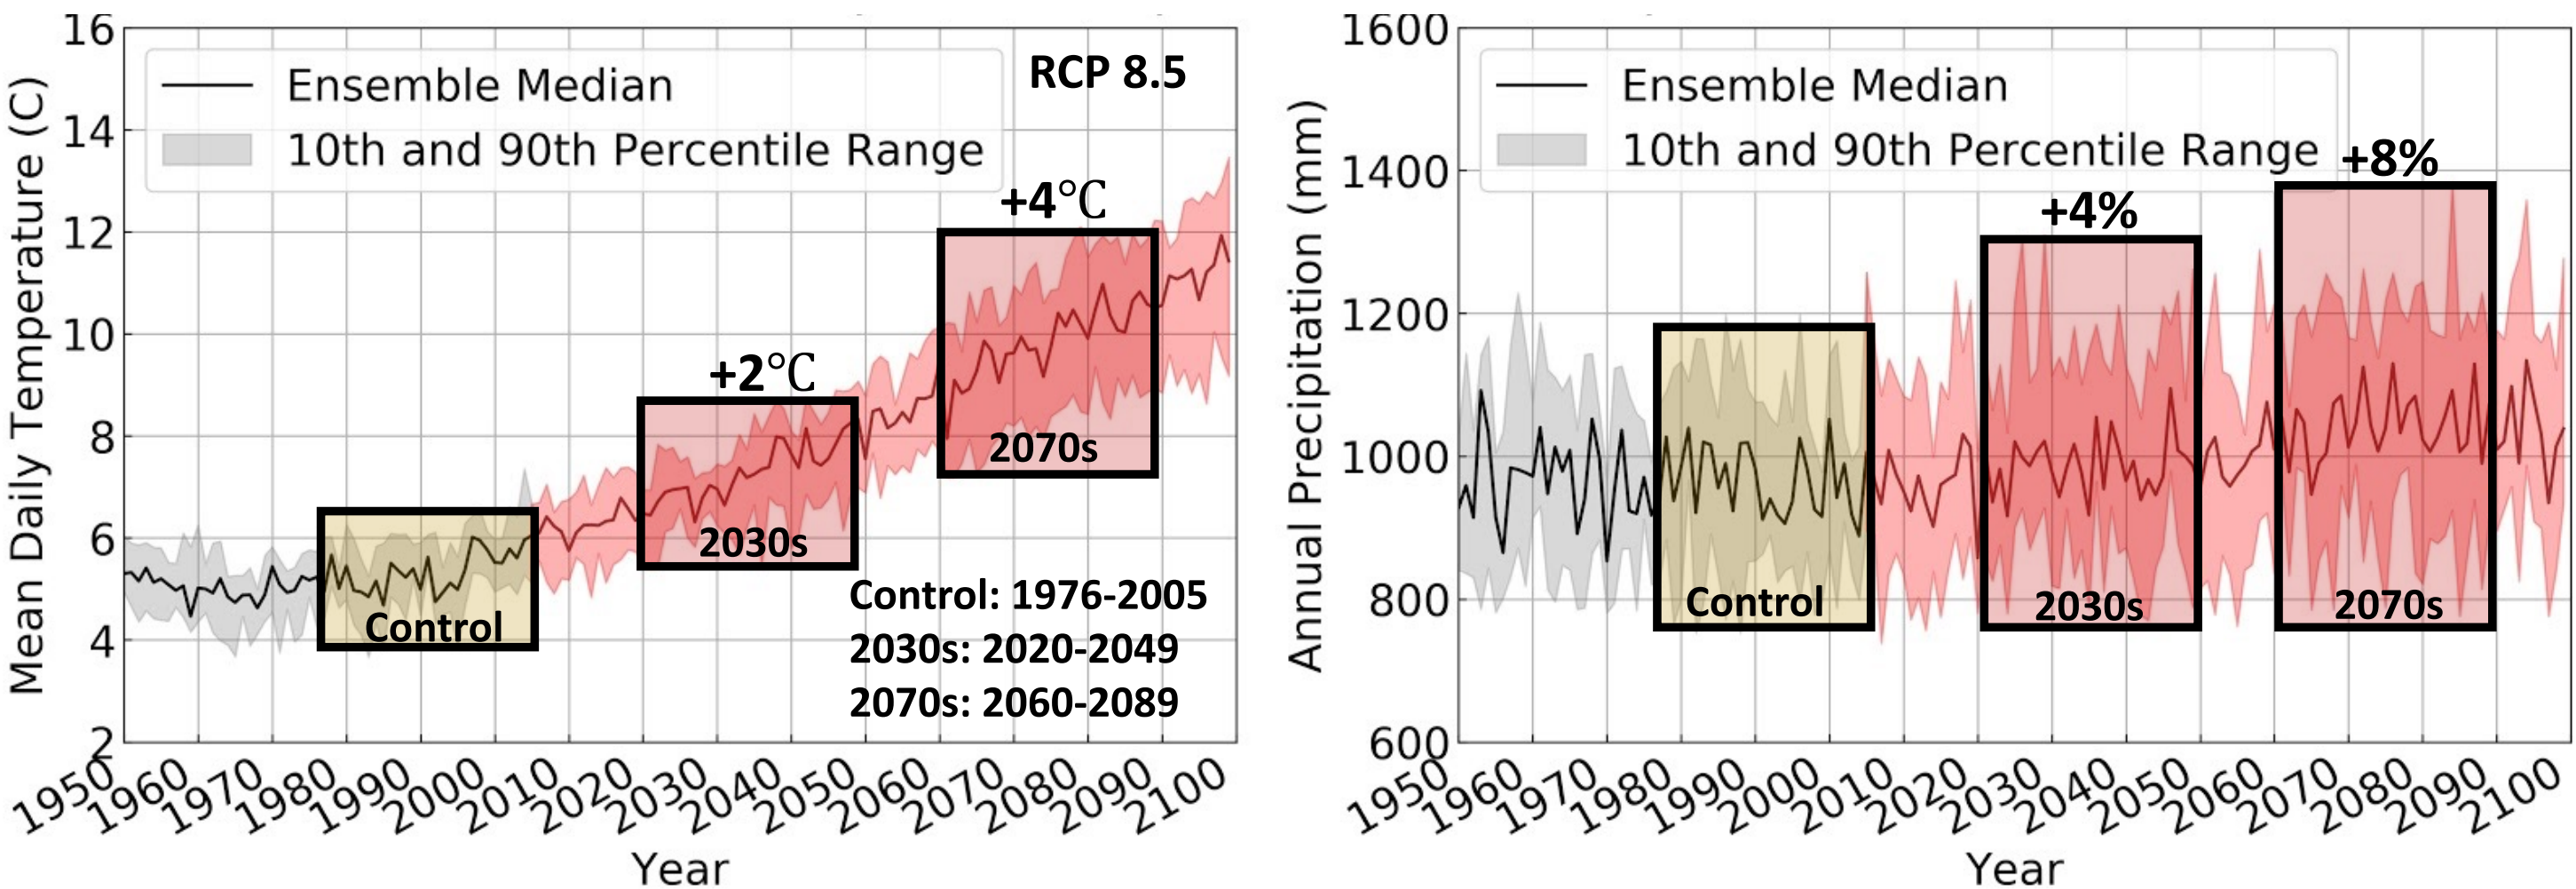 16
14
12
10
8
6
4
2
Mean Daily Temperature (C)
Ensemble Median
10th and 90th Percentile Range
RCP 8.5
+4°C
+2°C
2070s
2030s
Control
Control: 1976-2005
2030s: 2020-2049
2070s: 2060-2089
1950
1960
1970
1980
1990
2000
2010
2020
2030
2040
2050
2060
2070
2080
2090
2100
Year
1600
1400
1200
1000
800
600
Annual Precipitation (mm)
Ensemble Median
10th and 90th Percentile Range
+8%
+4%
Control
2030s
2070s
1950
1960
1970
1980
1990
2000
2010
2020
2030
2040
2050
2060
2070
2080
2090
2100
Year